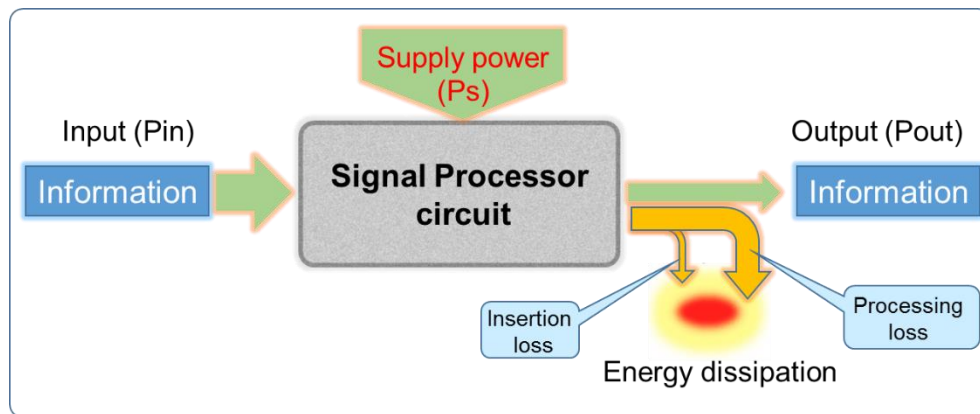 Supply power
(Ps)
Input (Pin)
Output (Pout)
Information
Signal Processor
circuit
Information
Insertion
loss
Processing
loss
Energy dissipation